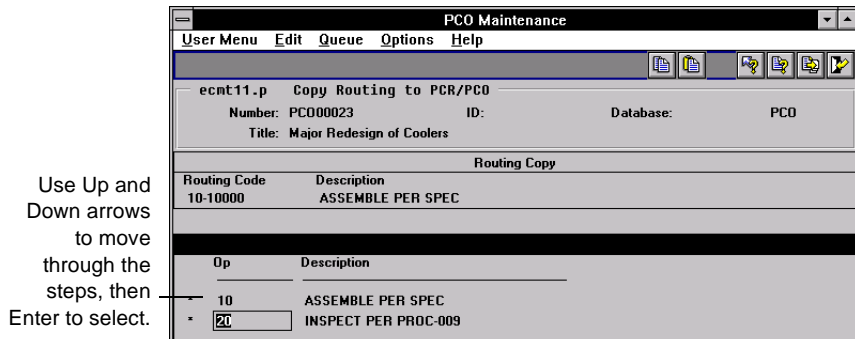 PCO Maintenance
User Menu Edit Queue Options Help
ecmt11.p Copy Routing to PCR/PCO
Number: PCO00023 ID: Database: PCO
Title: Major Redesign of Coolers
Routing Copy
Routing Code Description
10-10000 ASSEMBLE PER SPEC
Op Description
* 10 ASSEMBLE PER SPEC
* 20 INSPECT PER PROC-009
Use Up and
Down arrows
to move
through the
steps, then
Enter to select.